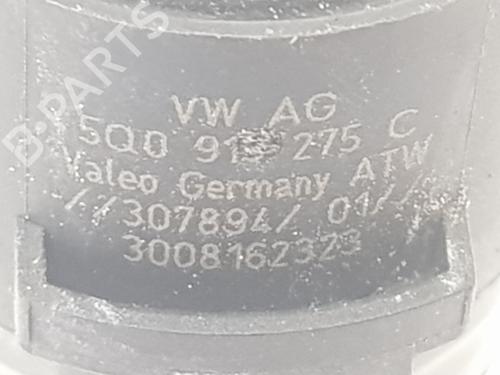 B-PARTS
VW AG
5Q0 919 275 C
Valeo Germany ATW
//307894/ 01//
3008162323